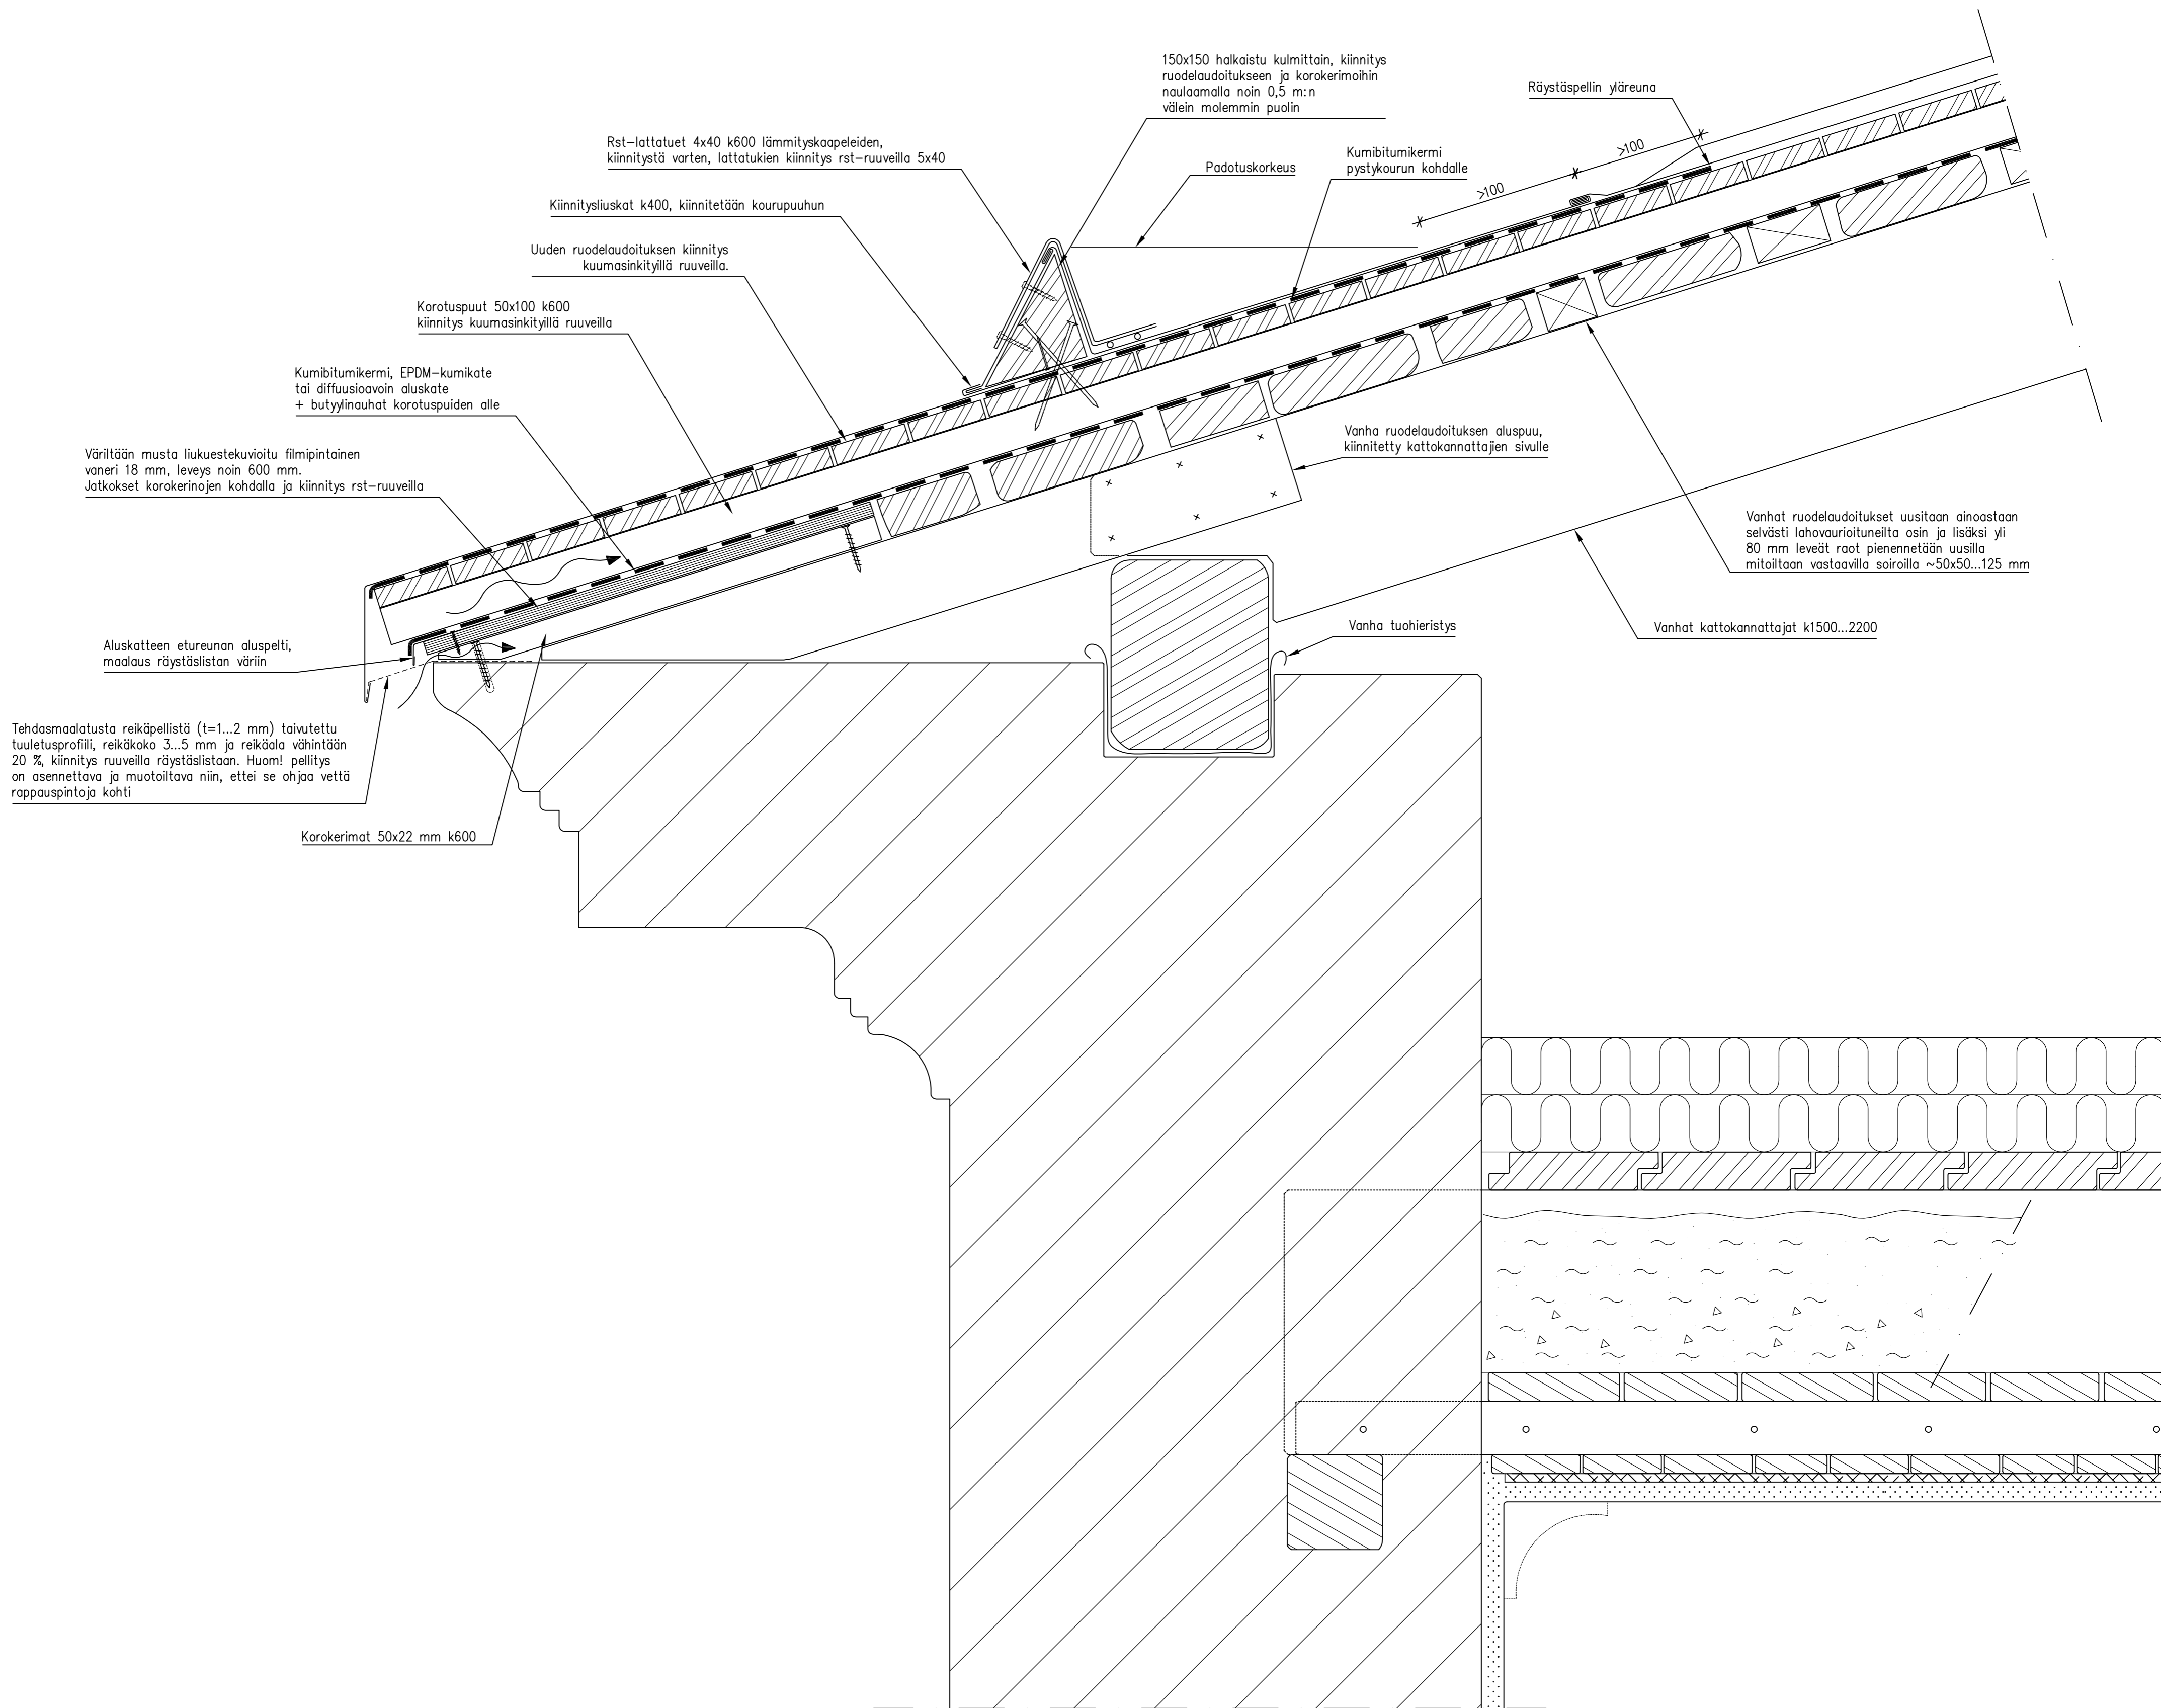 150x150 halkaistu kulmittain, kiinnitys
ruodelaudoitukseen ja korokerimoihin
naulaamalla noin 0,5 m:n
välein molemmin puolin
Räystäspellin yläreuna
Rst-lattatuet 4x40 k600 lämmityskaapeleiden,
kiinnitystä varten, lattatukien kiinnitys rst-ruuveilla 5x40
Padotuskorkeus
Kumibitumikermi
pystykourun kohdalle
>100
>100
Kiinnitysliuskat k400, kiinnitetään kourupuuhun
Uuden ruodelaudoituksen kiinnitys
kuumasinkityillä ruuveilla.
Korotuspuut 50x100 k600
kiinnitys kuumasinkityillä ruuveilla
Kumibitumikermi, EPDM-kumikate
tai diffuusioavoin aluskate
+ butyylinauhat korotuspuiden alle
Väriltään musta liukuestekuvioitu filmipintainen
vaneri 18 mm, leveys noin 600 mm.
Jatkokset korokerinojen kohdalla ja kiinnitys rst-ruuveilla
Vanha ruodelaudoituksen aluspuu,
kiinnitetty kattokannattajien sivulle
Vanhat ruodelaudoitukset uusitaan ainoastaan
selvästi lahovaurioituneilta osin ja lisäksi yli
80 mm leveät raot pienennetään uusilla
mitoiltaan vastaavilla soiroilla ~50x50...125 mm
Vanha tuohieristys
Vanhat kattokannattajat k1500...2200
Aluskatteen etureunan aluspelti,
maalaus räystäslistan väriin
Tehdasmaalatusta reikäpellistä (t=1...2 mm) taivutettu
tuuletusprofiili, reikäkoko 3...5 mm ja reikäala vähintään
20 %, kiinnitys ruuveilla räystäslistaan. Huom! pellitys
on asennettava ja muotoiltava niin, ettei se ohjaa vettä
rappauspintoja kohti
Korokerimat 50x22 mm k600